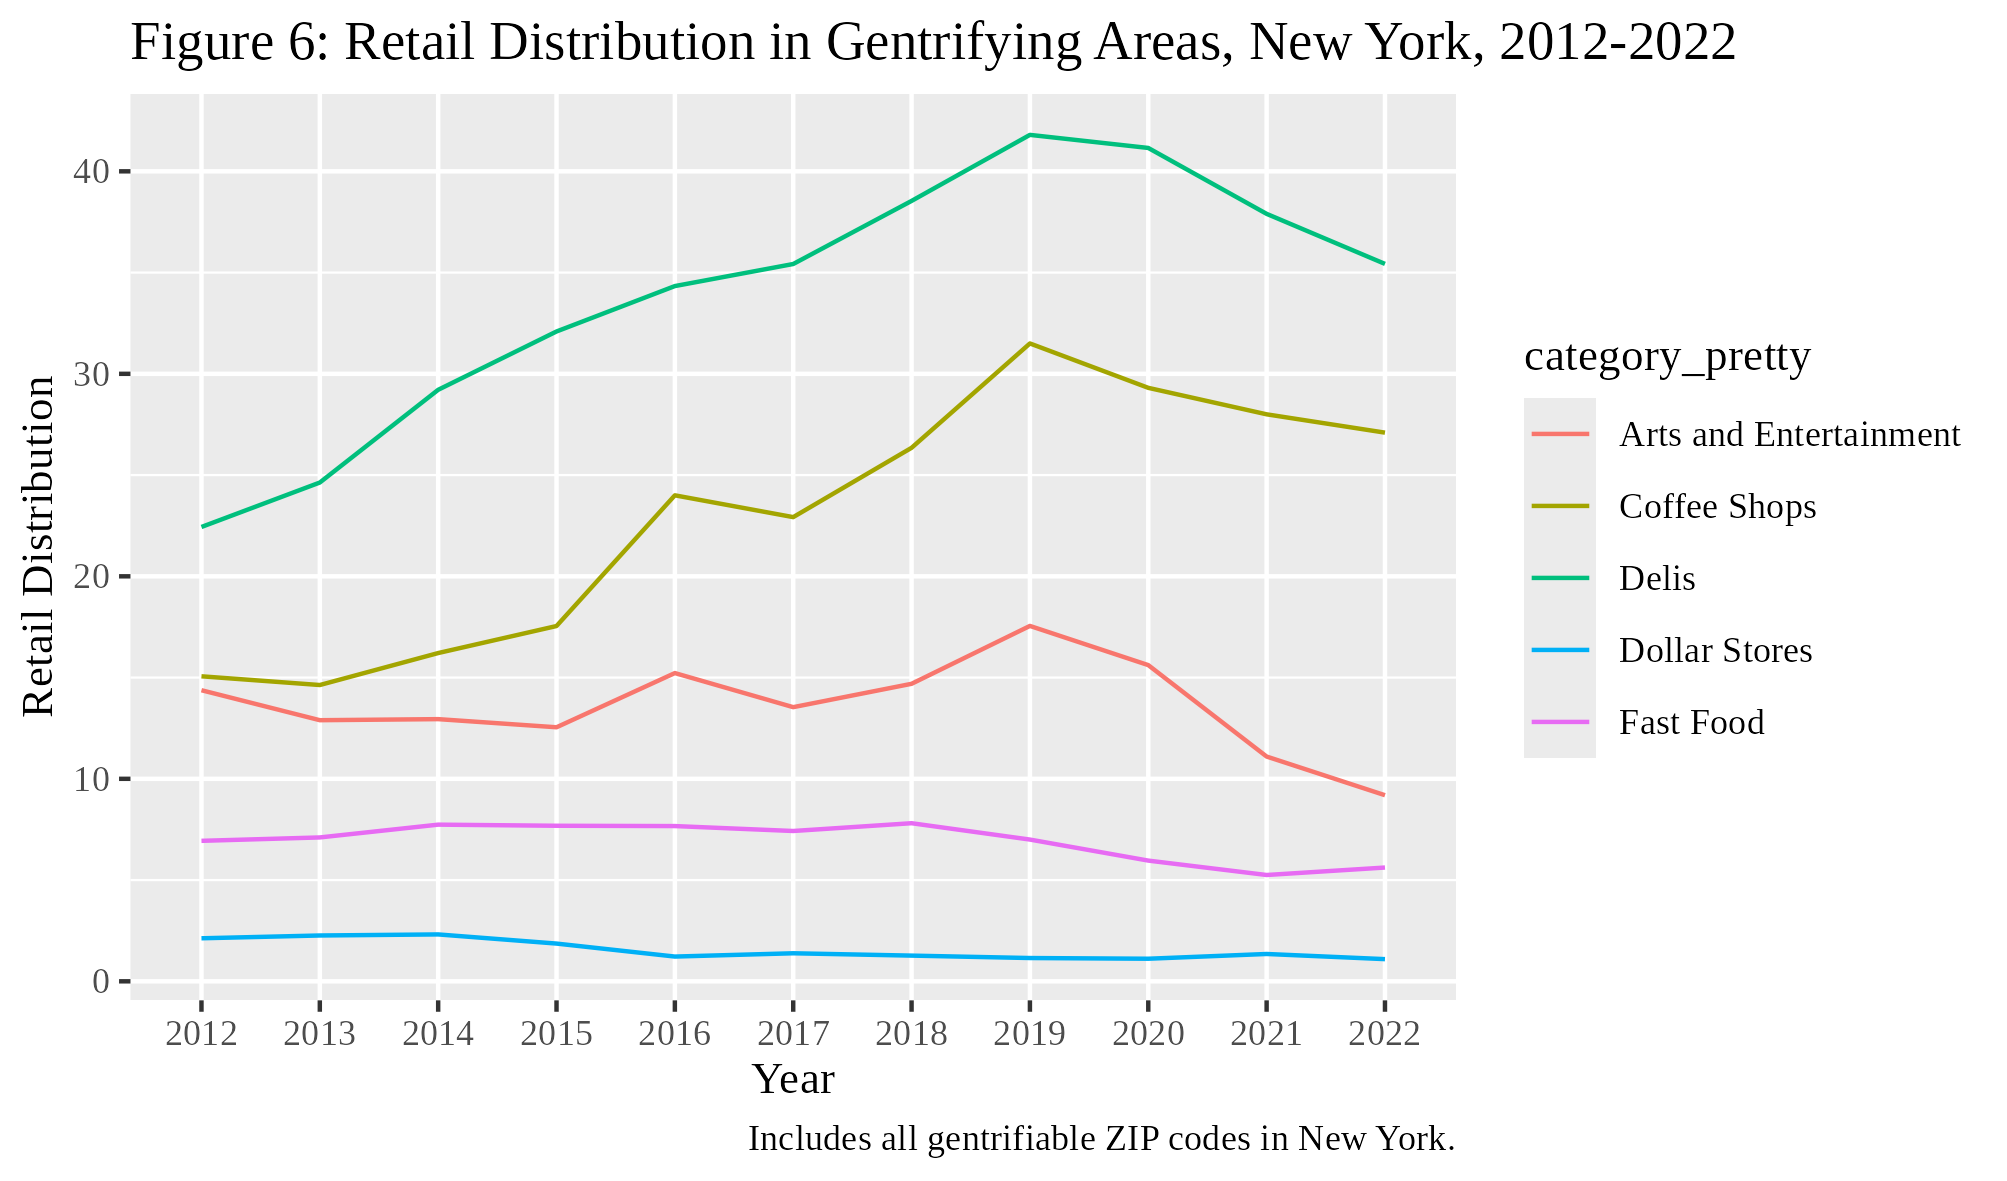 Figure 6: Retail Distribution in Gentrifying Areas, New York, 2012-2022
Retail Distribution
40
30
20
10
0
2012 2013 2014 2015 2016 2017 2018 2019 2020 2021 2022
Year
Includes all gentrifiable ZIP codes in New York.
category_pretty
Arts and Entertainment
Coffee Shops
Delis
Dollar Stores
Fast Food